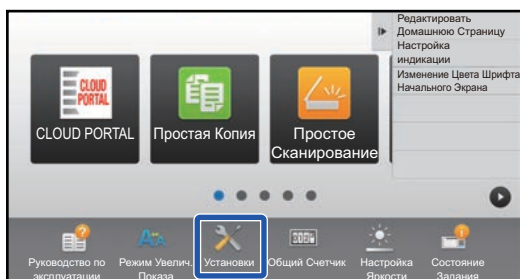 Редактировать
Домашнюю Страницу
Настройка
индикации
Изменение Цвета Шрифта
Начального Экрана
CLOUD
PORTAL
CLOUD PORTAL
Простая Копия
Простое
Сканирование
Руководство по
эксплуатации
Режим Увелич.
Показа
Установки
Общий Счетчик
Настройка
Яркости
Состояние
Задания